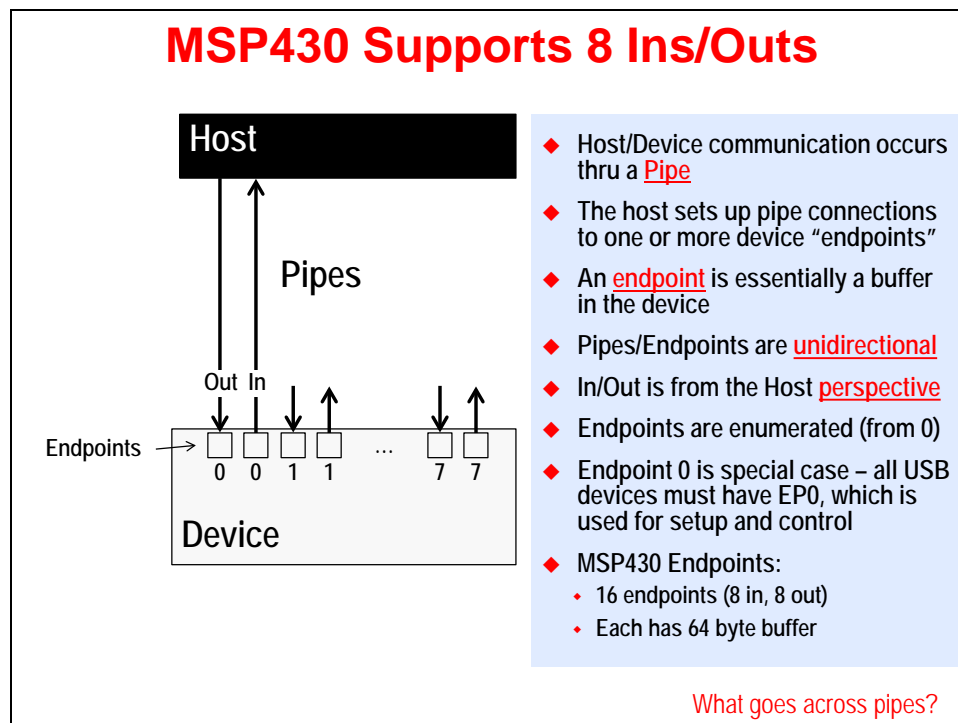 MSP430 Supports 8 Ins/Outs
Host
Pipes
Out In
Endpoints
0 0 1 1 ... 7 7
Device
◆ Host/Device communication occurs
thru a Pipe
◆ The host sets up pipe connections
to one or more device “endpoints”
◆ An endpoint is essentially a buffer
in the device
◆ Pipes/Endpoints are unidirectional
◆ In/Out is from the Host perspective
◆ Endpoints are enumerated (from 0)
◆ Endpoint 0 is special case – all USB
devices must have EP0, which is
used for setup and control
◆ MSP430 Endpoints:
◆ 16 endpoints (8 in, 8 out)
◆ Each has 64 byte buffer
What goes across pipes?